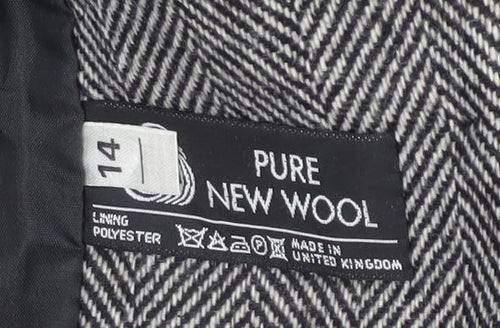 14
PURE
NEW WOOL
LINING
POLYESTER
MADE IN
UNITED KINGDOM